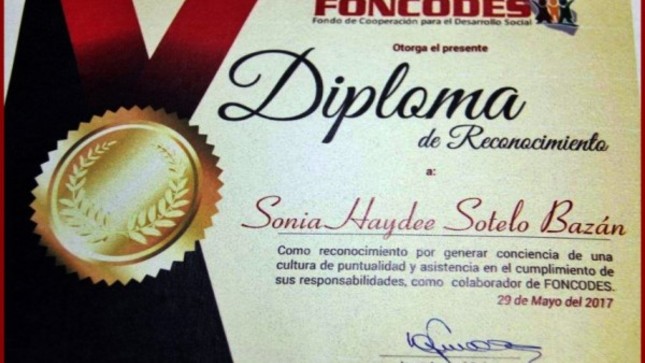 FONCODES
Fondo de Cooperación para el Desarrollo Social
Otorga el presente
Diploma
de Reconocimiento
a:
Sonia Haydee Sotelo Bazán
Como reconocimiento por generar conciencia de una
cultura de puntualidad y asistencia en el cumplimiento de
sus responsabilidades, como colaborador de FONCODES.
29 de Mayo del 2017